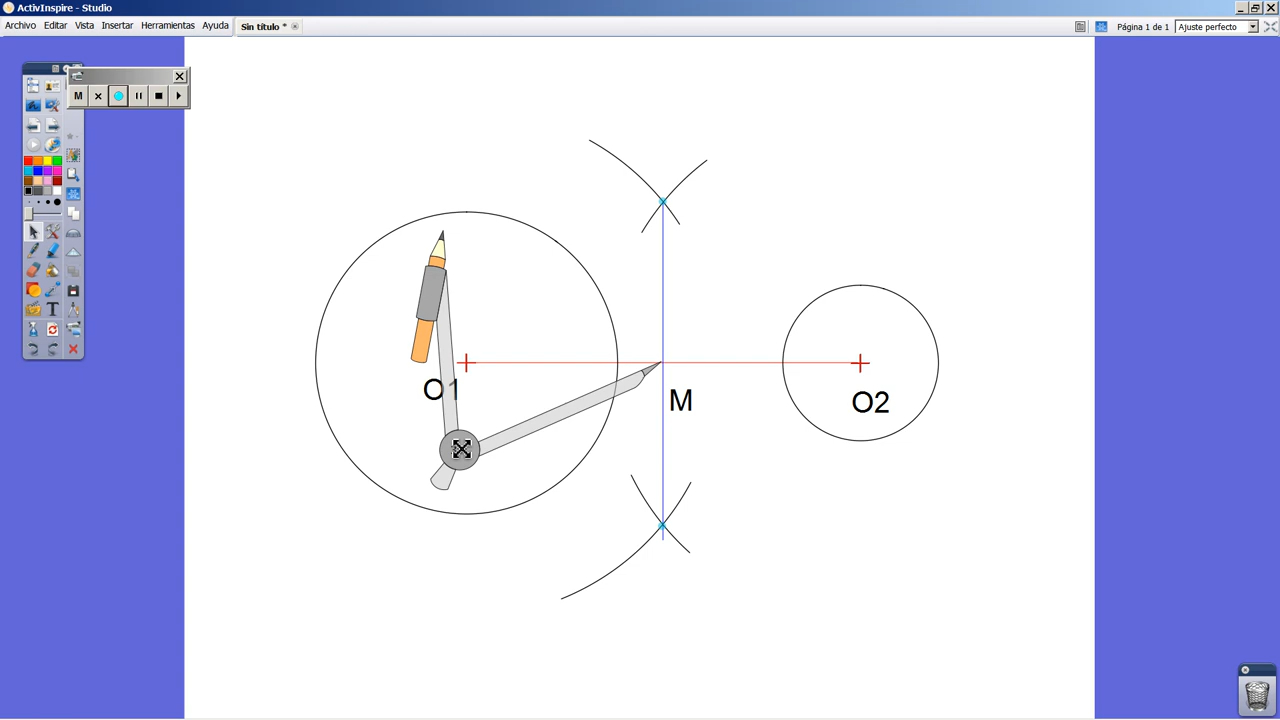 ActivInspire - Studio
Archivo Editar Vista Insertar Herramientas Ayuda Sin título * Página 1 de 1 Ajuste perfecto
M
O1
M
O2